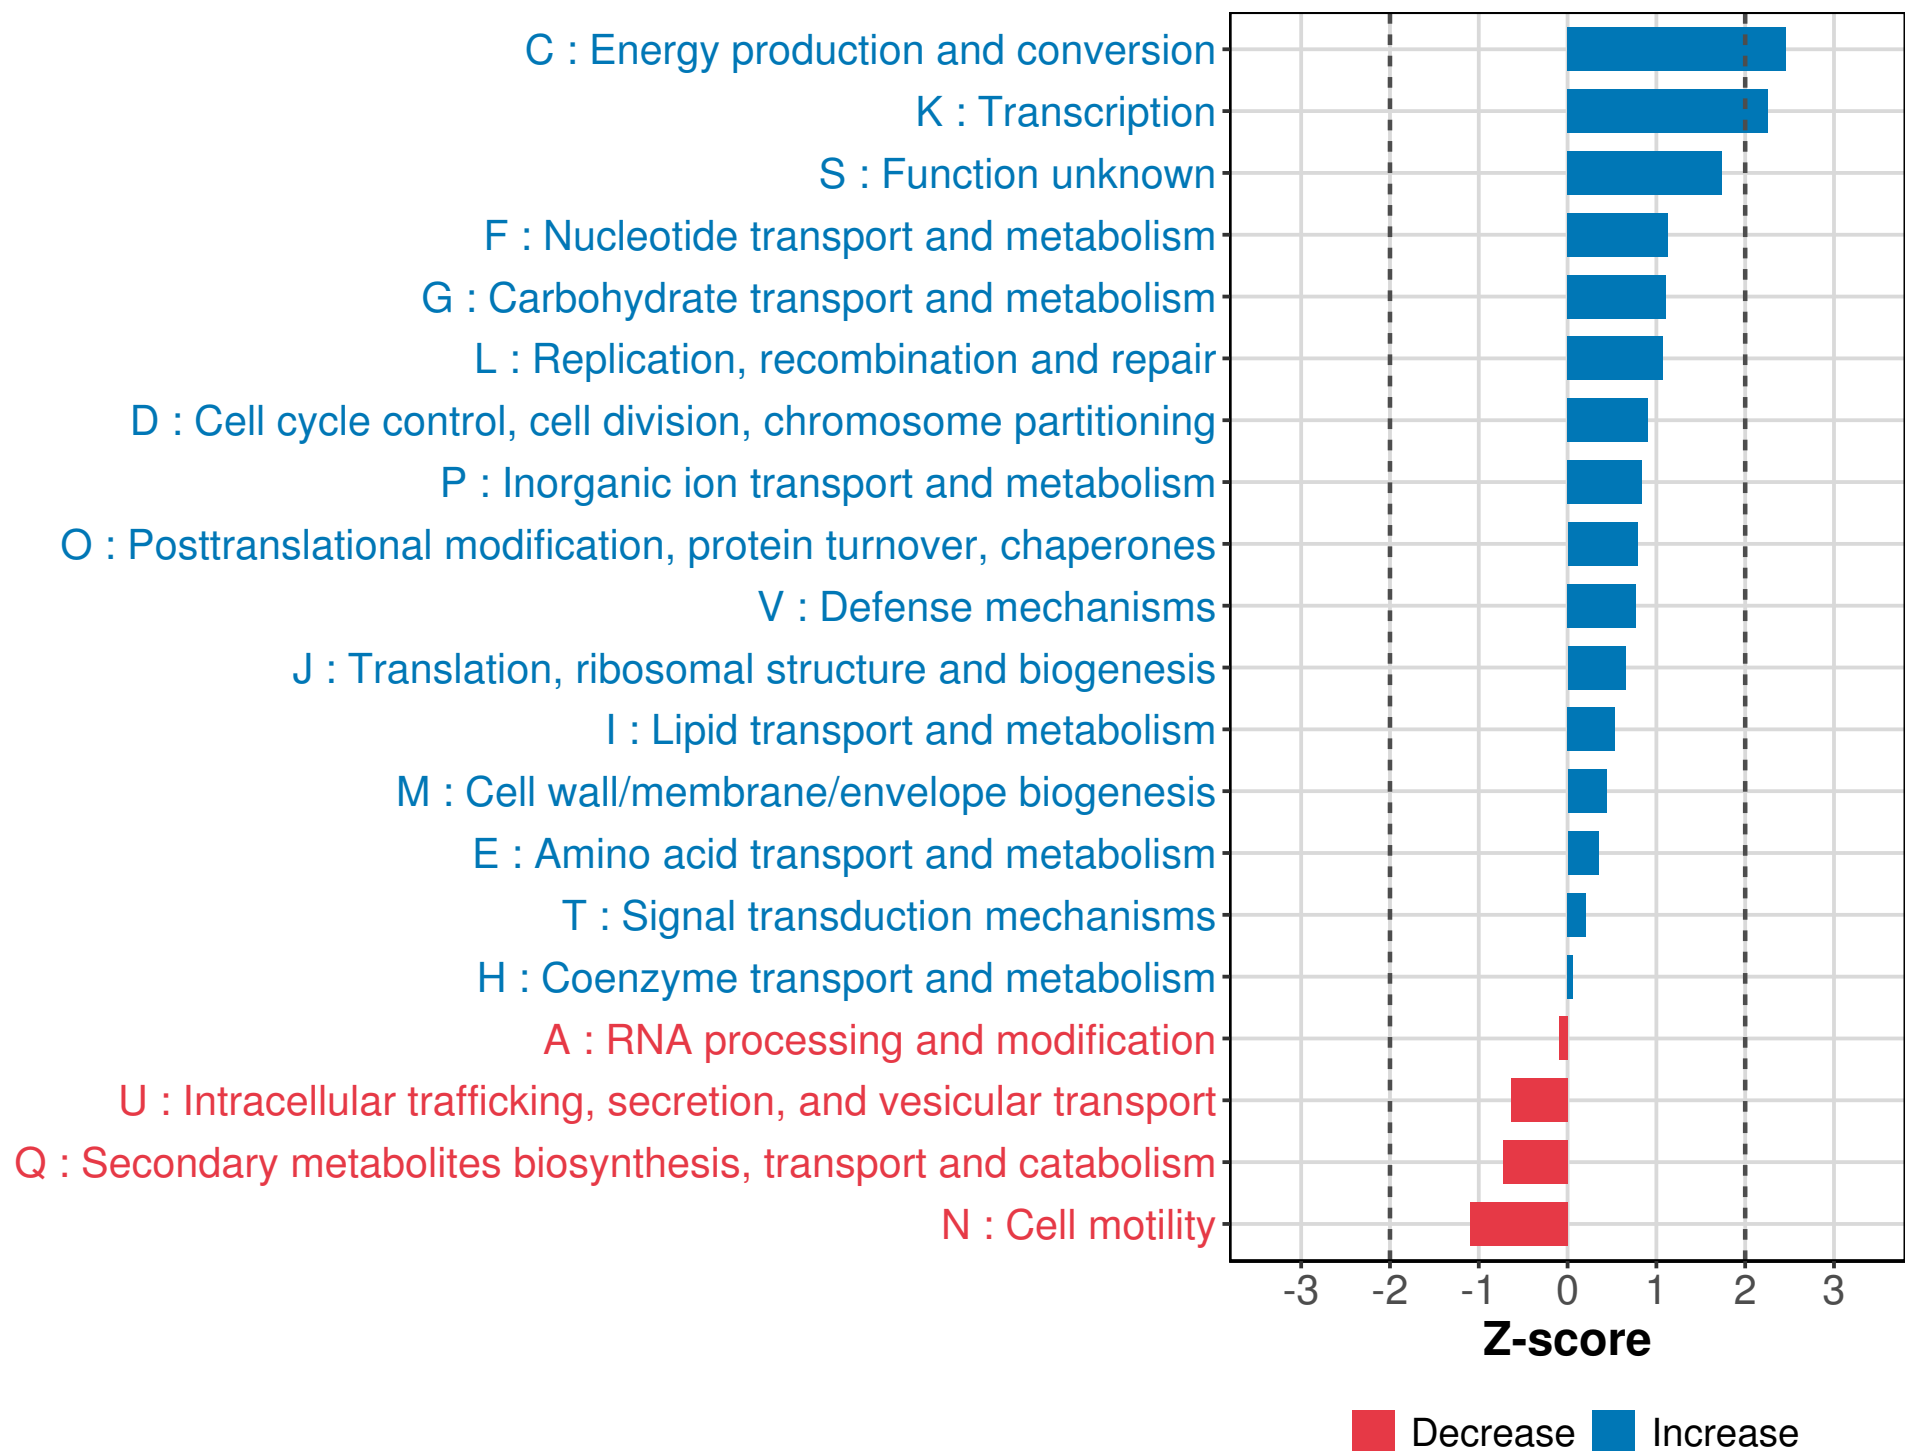 C : Energy production and conversion
K : Transcription
S : Function unknown
F : Nucleotide transport and metabolism
G : Carbohydrate transport and metabolism
L : Replication, recombination and repair
D : Cell cycle control, cell division, chromosome partitioning
P : Inorganic ion transport and metabolism
O : Posttranslational modification, protein turnover, chaperones
V : Defense mechanisms
J : Translation, ribosomal structure and biogenesis
I : Lipid transport and metabolism
M : Cell wall/membrane/envelope biogenesis
E : Amino acid transport and metabolism
T : Signal transduction mechanisms
H : Coenzyme transport and metabolism
A : RNA processing and modification
U : Intracellular trafficking, secretion, and vesicular transport
Q : Secondary metabolites biosynthesis, transport and catabolism
N : Cell motility
-3 -2 -1 0 1 2 3
Z-score
Decrease Increase